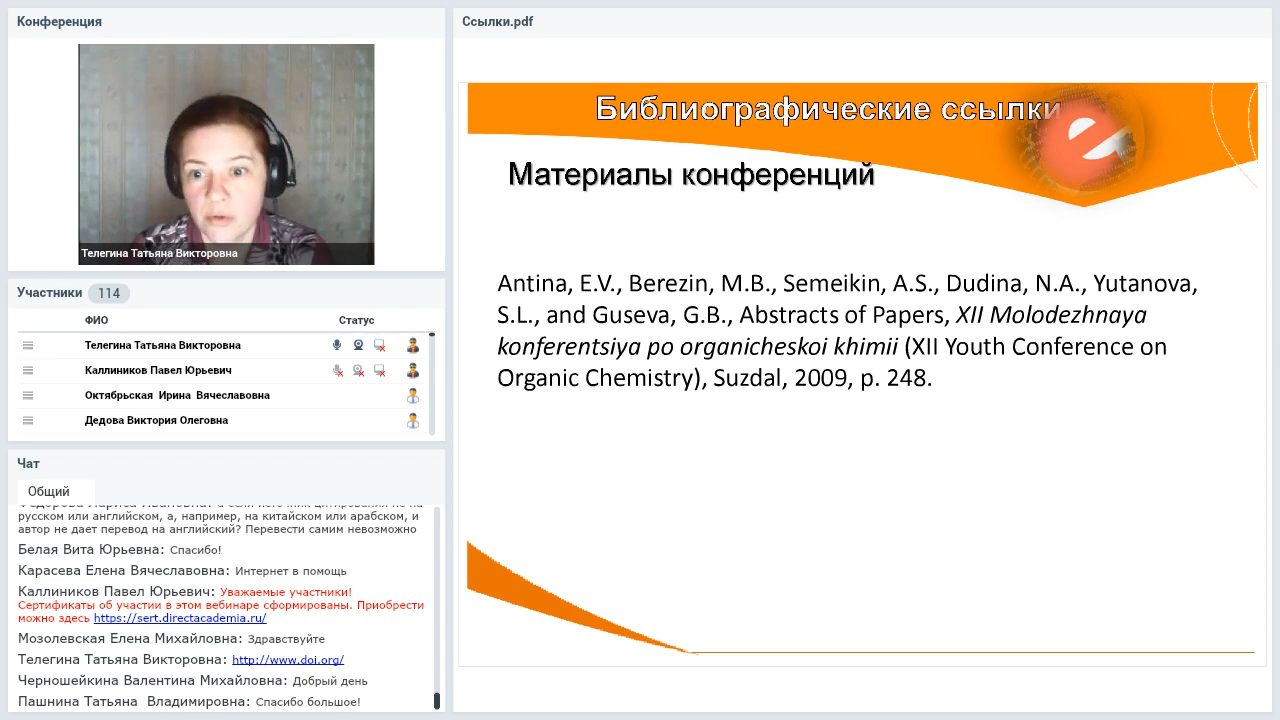 Конференция
Телегина Татьяна Викторовна
Участники 114
ФИО Статус
Телегина Татьяна Викторовна
Каллиников Павел Юрьевич
Октябрьская Ирина Вячеславовна
Дедова Виктория Олеговна
Чат
Общий
русском или английском, а, например, на китайском или арабском, и
автор не дает перевод на английский? Перевести самим невозможно
Белая Вита Юрьевна: Спасибо!
Карасева Елена Вячеславовна: Интернет в помощь
Каллиников Павел Юрьевич: Уважаемые участники!
Сертификаты об участии в этом вебинаре сформированы. Приобрести
можно здесь https://sert.directacademia.ru/
Мозолевская Елена Михайловна: Здравствуйте
Телегина Татьяна Викторовна: http://www.doi.org/
Черношейкина Валентина Михайловна: Добрый день
Пашнина Татьяна Владимировна: Спасибо большое!
Ссылки.pdf
Библиографические ссылки
Материалы конференций
Antina, E.V., Berezin, M.B., Semeikin, A.S., Dudina, N.A., Yutanova,
S.L., and Guseva, G.B., Abstracts of Papers, XII Molodezhnaya
konferentsiya po organicheskoi khimii (XII Youth Conference on
Organic Chemistry), Suzdal, 2009, p. 248.